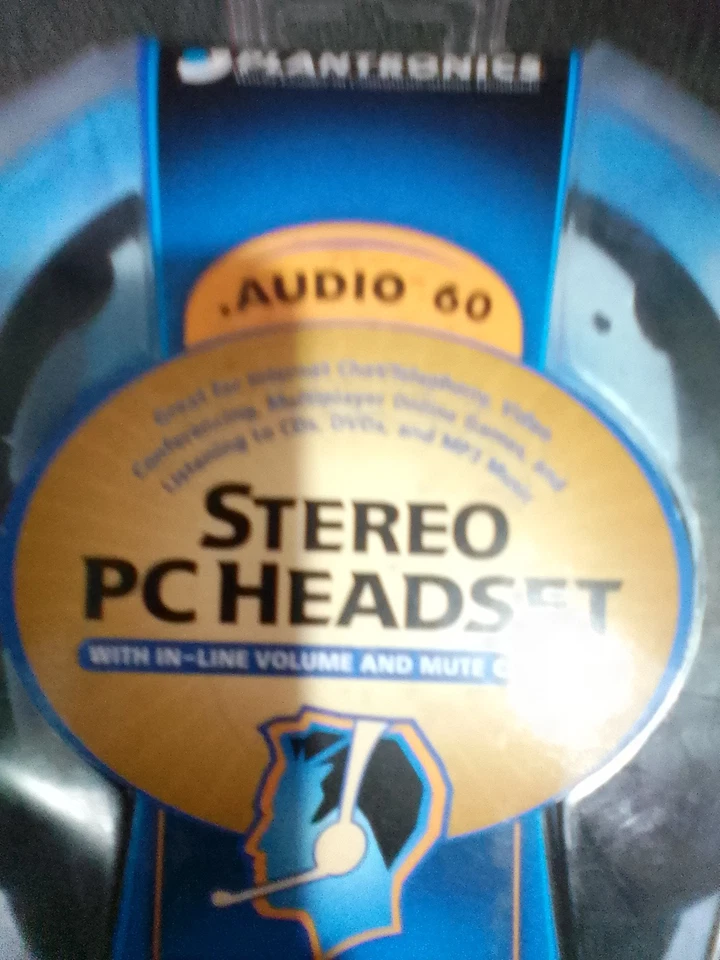 PLANTRONICS
.AUDIO 60
Great for Internet Chat/Telephony, Video
Conferencing, Multiplayer Online Games, and
Listening to CDs, DVDs, and MP3 Music
STEREO
PC HEADSET
WITH IN-LINE VOLUME AND MUTE